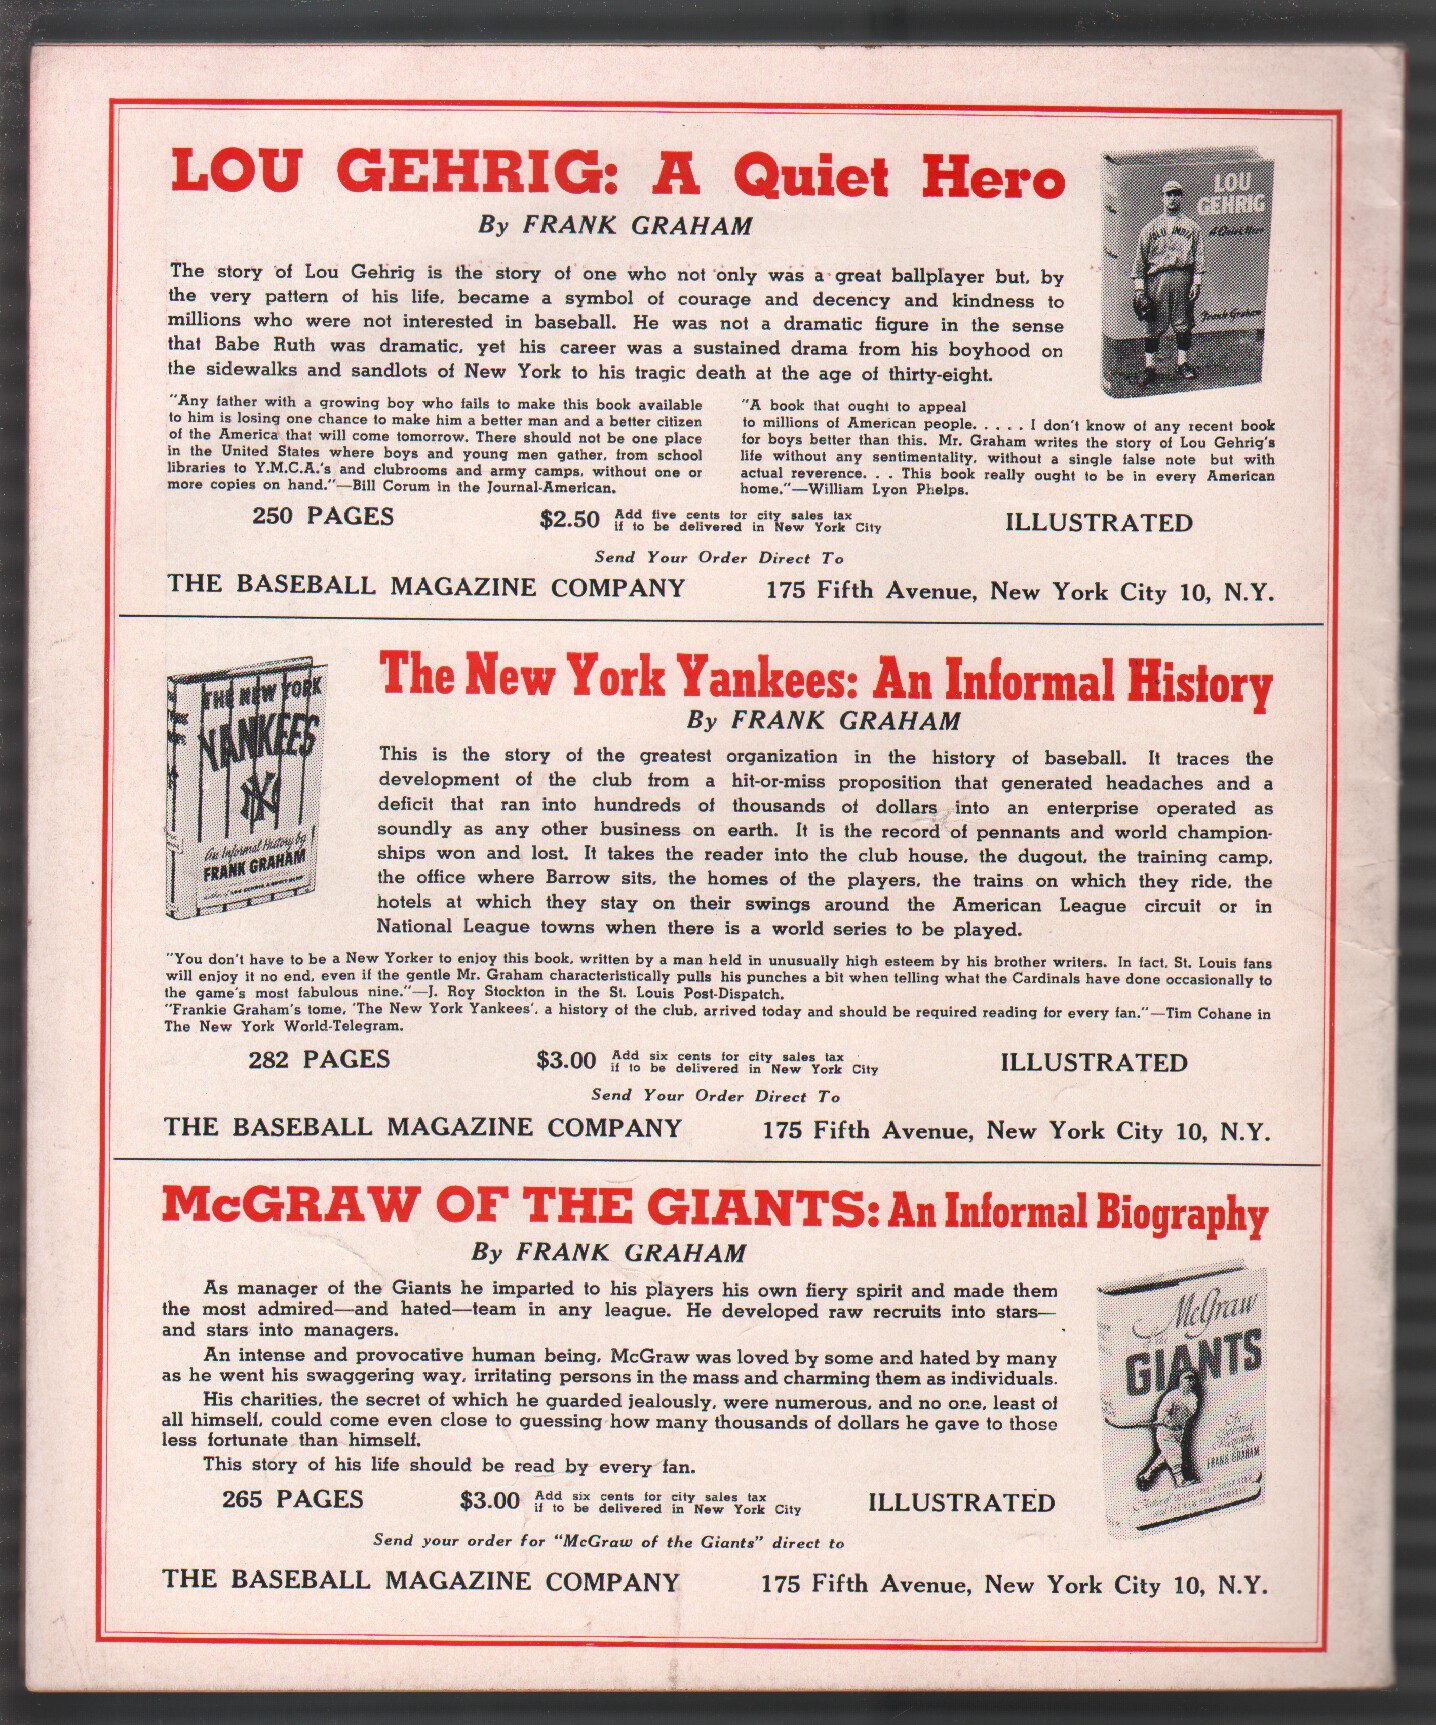 LOU GEHRIG: A Quiet Hero
By FRANK GRAHAM
LOU
GEHRIG
A Quiet Hero
Frank Graham
The story of Lou Gehrig is the story of one who not only was a great ballplayer but, by
the very pattern of his life, became a symbol of courage and decency and kindness to
millions who were not interested in baseball. He was not a dramatic figure in the sense
that Babe Ruth was dramatic, yet his career was a sustained drama from his boyhood on
the sidewalks and sandlots of New York to his tragic death at the age of thirty-eight.
"Any father with a growing boy who fails to make this book available
to him is losing one chance to make him a better man and a better citizen
of the America that will come tomorrow. There should not be one place
in the United States where boys and young men gather, from school
libraries to Y.M.C.A.'s and clubrooms and army camps, without one or
more copies on hand."—Bill Corum in the Journal-American.
"A book that ought to appeal
to millions of American people. . . . . I don't know of any recent book
for boys better than this. Mr. Graham writes the story of Lou Gehrig's
life without any sentimentality, without a single false note but with
actual reverence. . . This book really ought to be in every American
home."—William Lyon Phelps.
250 PAGES $2.50 Add five cents for city sales tax
if to be delivered in New York City ILLUSTRATED
Send Your Order Direct To
THE BASEBALL MAGAZINE COMPANY 175 Fifth Avenue, New York City 10, N.Y.
THE NEW YORK
YANKEES
NY
An Informal History by
FRANK GRAHAM
The New York Yankees: An Informal History
By FRANK GRAHAM
This is the story of the greatest organization in the history of baseball. It traces the
development of the club from a hit-or-miss proposition that generated headaches and a
deficit that ran into hundreds of thousands of dollars into an enterprise operated as
soundly as any other business on earth. It is the record of pennants and world champion-
ships won and lost. It takes the reader into the club house, the dugout, the training camp,
the office where Barrow sits, the homes of the players, the trains on which they ride, the
hotels at which they stay on their swings around the American League circuit or in
National League towns when there is a world series to be played.
"You don't have to be a New Yorker to enjoy this book, written by a man held in unusually high esteem by his brother writers. In fact, St. Louis fans
will enjoy it no end, even if the gentle Mr. Graham characteristically pulls his punches a bit when telling what the Cardinals have done occasionally to
the game's most fabulous nine."—J. Roy Stockton in the St. Louis Post-Dispatch.
"Frankie Graham's tome, 'The New York Yankees', a history of the club, arrived today and should be required reading for every fan."—Tim Cohane in
The New York World-Telegram.
282 PAGES $3.00 Add six cents for city sales tax
if to be delivered in New York City ILLUSTRATED
Send Your Order Direct To
THE BASEBALL MAGAZINE COMPANY 175 Fifth Avenue, New York City 10, N.Y.
McGRAW OF THE GIANTS: An Informal Biography
By FRANK GRAHAM
As manager of the Giants he imparted to his players his own fiery spirit and made them
the most admired—and hated—team in any league. He developed raw recruits into stars—
and stars into managers.
An intense and provocative human being, McGraw was loved by some and hated by many
as he went his swaggering way, irritating persons in the mass and charming them as individuals.
His charities, the secret of which he guarded jealously, were numerous, and no one, least of
all himself, could come even close to guessing how many thousands of dollars he gave to those
less fortunate than himself.
This story of his life should be read by every fan.
McGraw
GIANTS
FRANK GRAHAM
265 PAGES $3.00 Add six cents for city sales tax
if to be delivered in New York City ILLUSTRATED
Send your order for "McGraw of the Giants" direct to
THE BASEBALL MAGAZINE COMPANY 175 Fifth Avenue, New York City 10, N.Y.